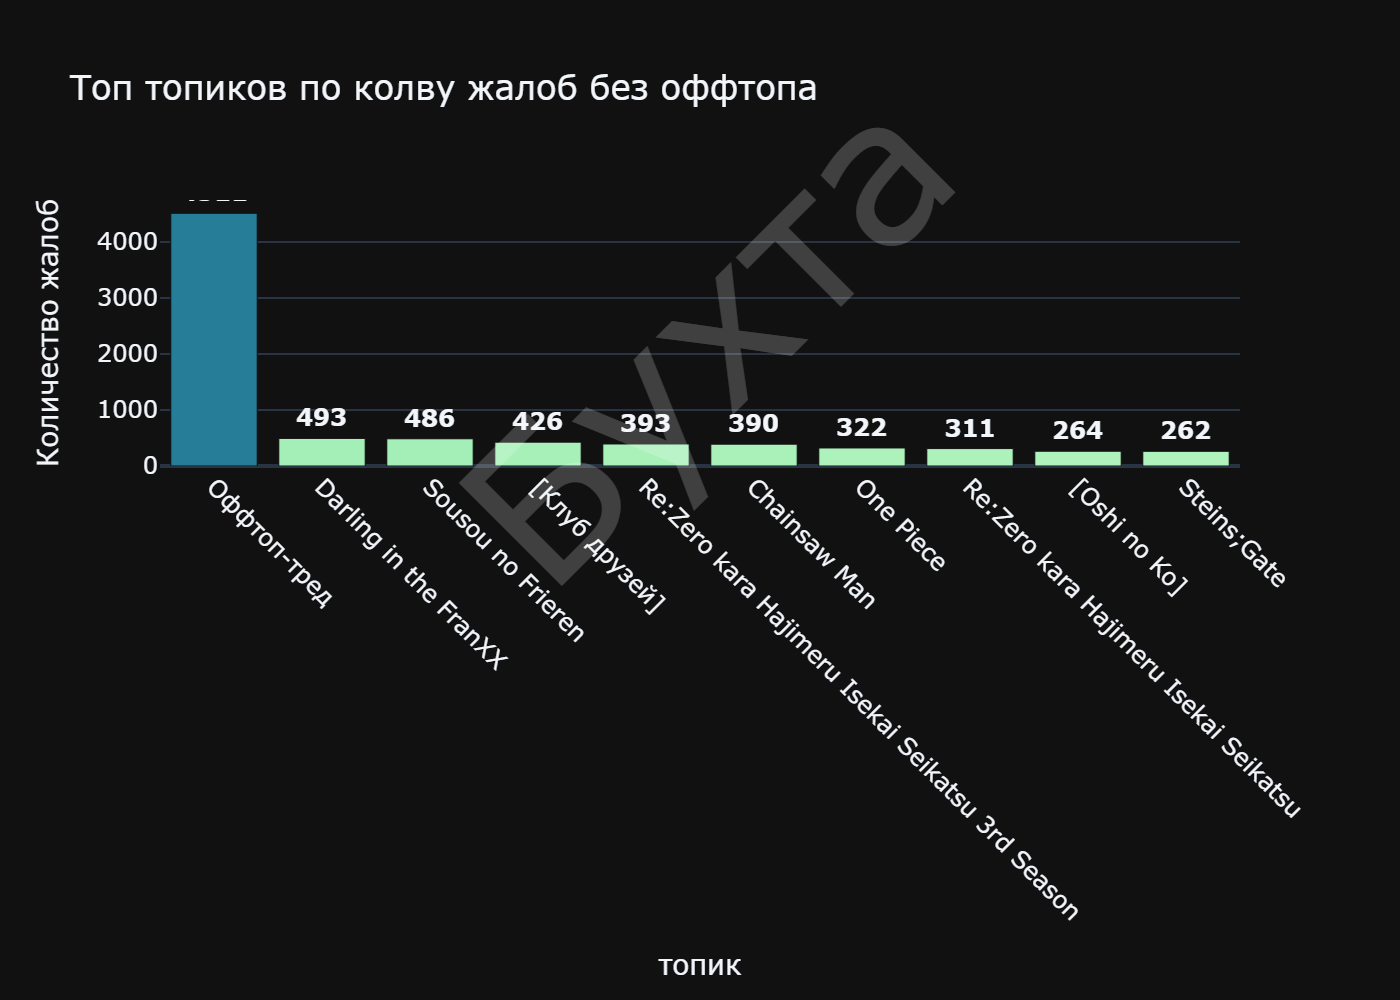 Топ топиков по колву жалоб без оффтопа
Бухта
Количество жалоб
4000
3000
2000
1000
0
493
486
426
393
390
322
311
264
262
Оффтоп-тред
Darling in the FranXX
Sousou no Frieren
[Клуб друзей]
Re:Zero kara Hajimeru Isekai Seikatsu 3rd Season
Chainsaw Man
One Piece
Re:Zero kara Hajimeru Isekai Seikatsu
[Oshi no Ko]
Steins;Gate
топик